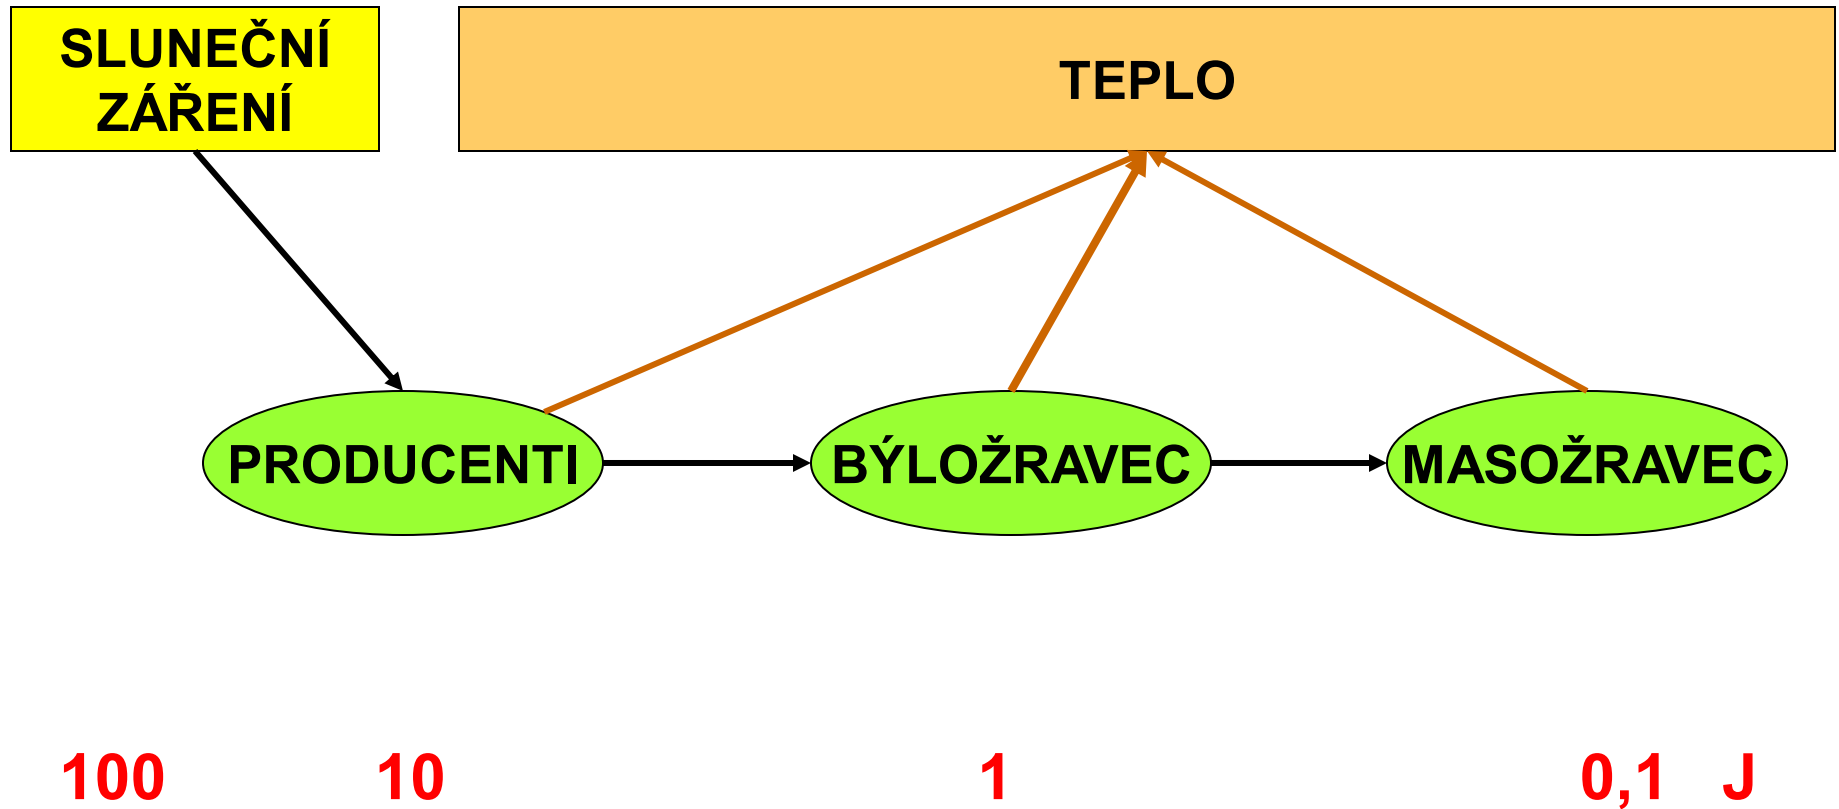 SLUNEČNÍ
ZÁŘENÍ
TEPLO
PRODUCENTI
BÝLOŽRAVEC
MASOŽRAVEC
100 10 1 0,1 J